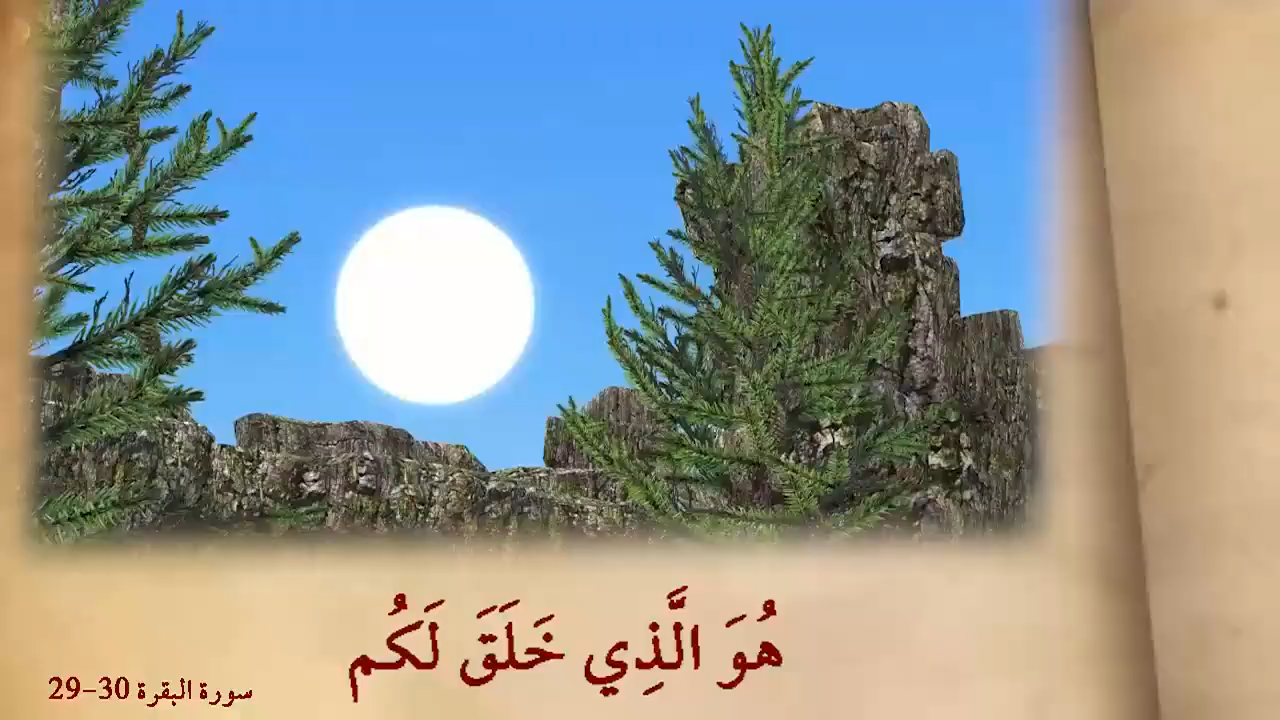 هُوَ الَّذِي خَلَقَ لَكُم
سورة البقرة 30-29